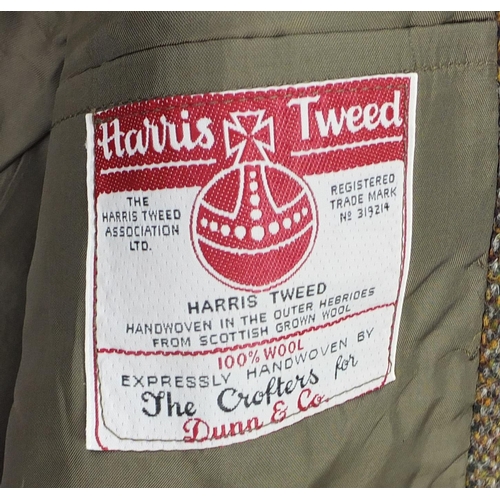 Harris Tweed
THE
HARRIS TWEED
ASSOCIATION
LTD.
REGISTERED
TRADE MARK
No 319214
HARRIS TWEED
HANDWOVEN IN THE OUTER HEBRIDES
FROM SCOTTISH GROWN WOOL
100% WOOL
EXPRESSLY HANDWOVEN BY
The Crofters for
Dunn & Co.